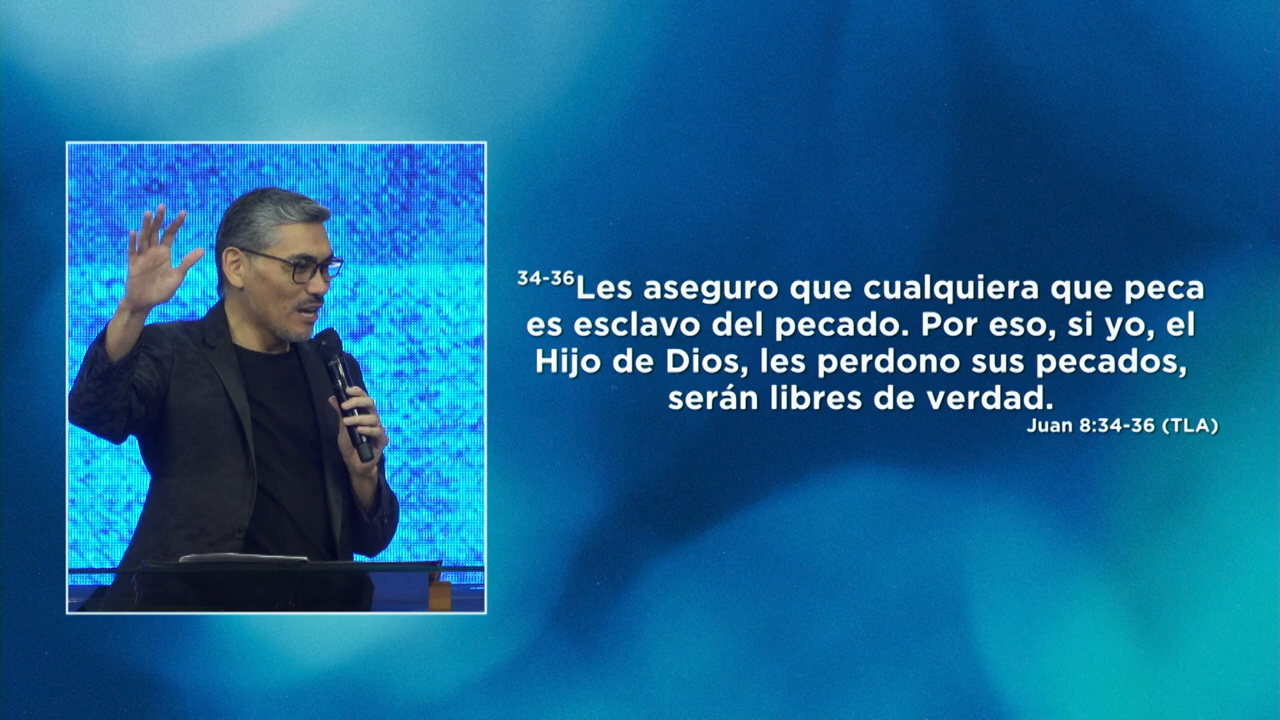 34-36Les aseguro que cualquiera que peca
es esclavo del pecado. Por eso, si yo, el
Hijo de Dios, les perdono sus pecados,
serán libres de verdad.
Juan 8:34-36 (TLA)